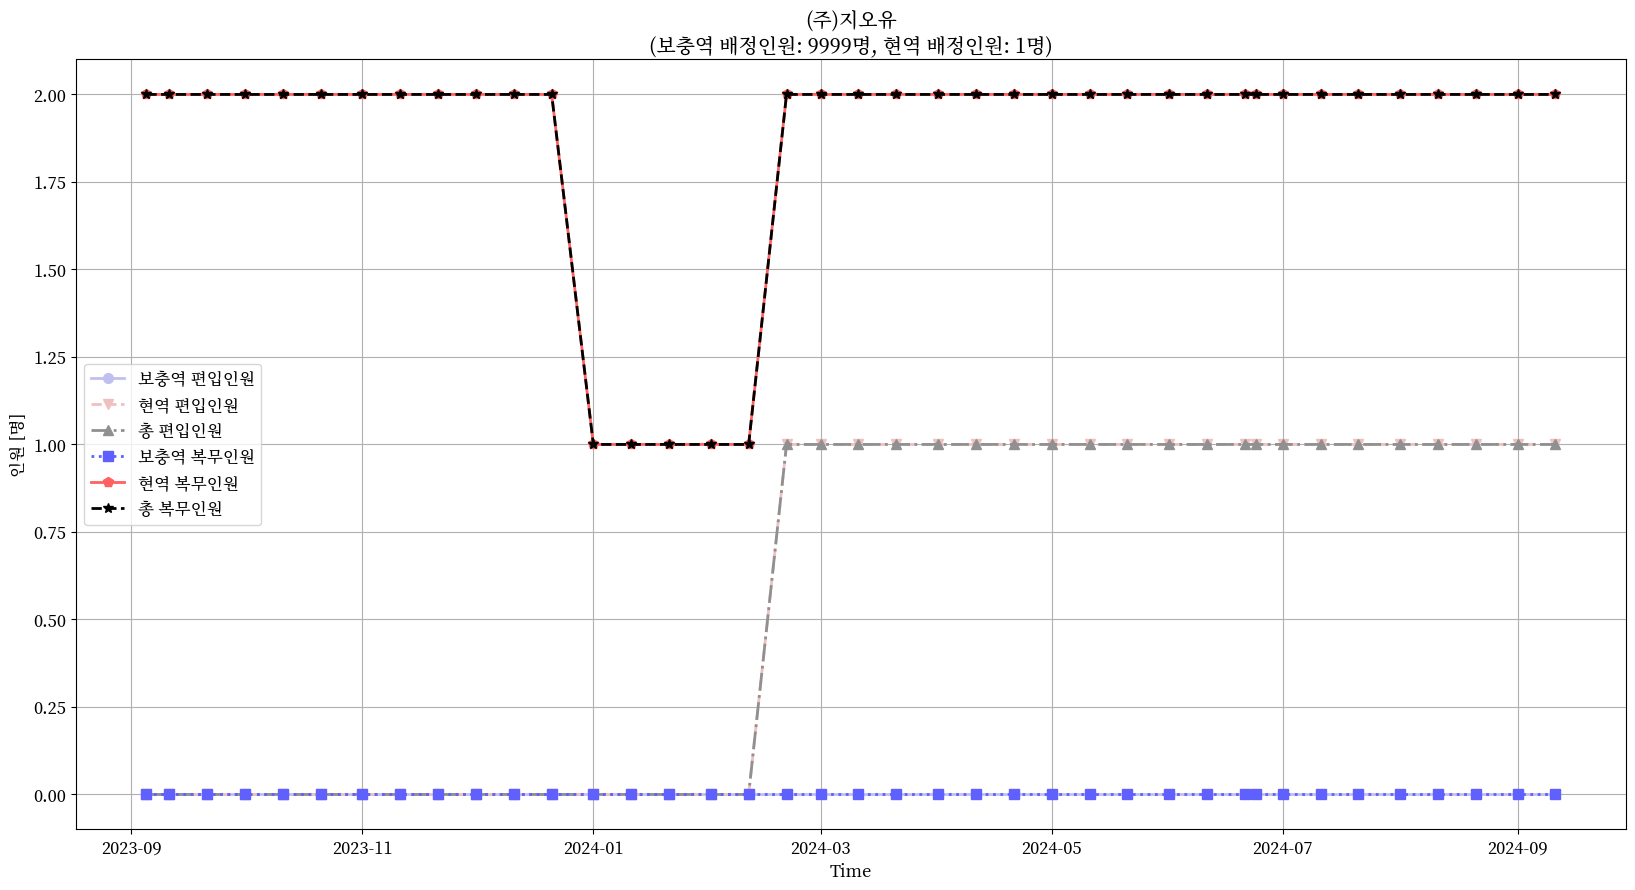 (주)지오유
(보충역 배정인원: 9999명, 현역 배정인원: 1명)
2.00
1.75
1.50
1.25
1.00
0.75
0.50
0.25
0.00
인원 [명]
보충역 편입인원
현역 편입인원
총 편입인원
보충역 복무인원
현역 복무인원
총 복무인원
2023-09
2023-11
2024-01
2024-03
2024-05
2024-07
2024-09
Time